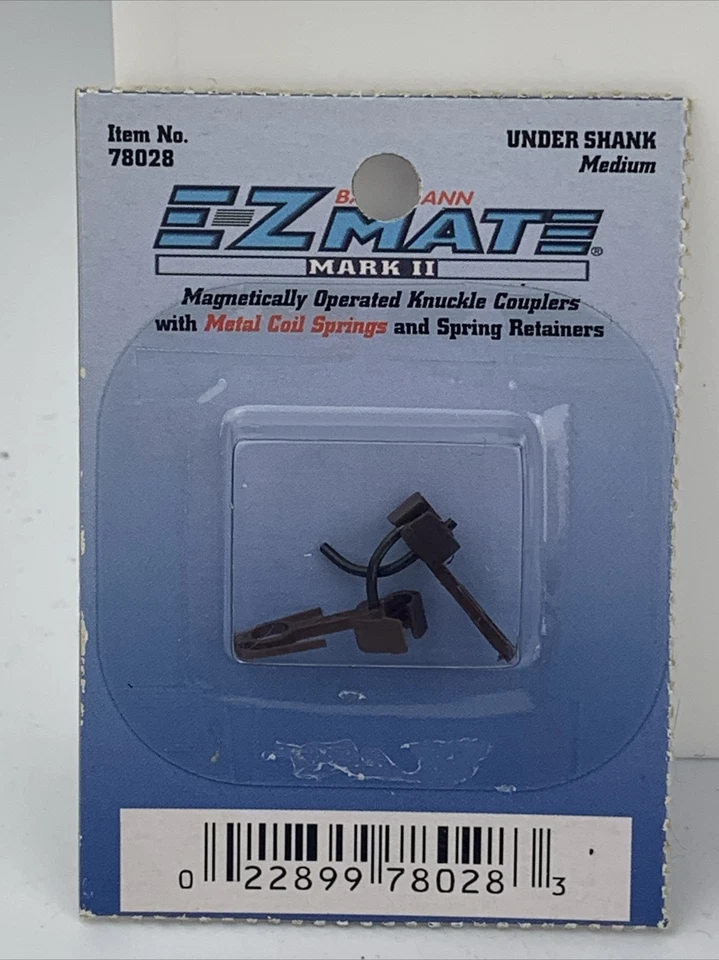 Item No.
78028
UNDER SHANK
Medium
E-Z MATE®
MARK II
Magnetically Operated Knuckle Couplers
with Metal Coil Springs and Spring Retainers
0 22899 78028 3